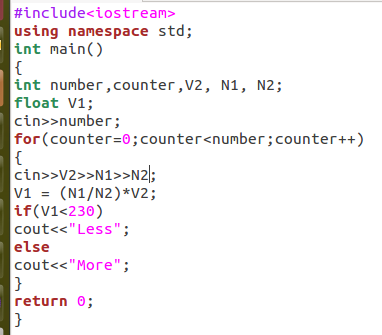 #include<iostream>
using namespace std;
int main()
{
int number,counter,V2, N1, N2;
float V1;
cin>>number;
for(counter=0;counter<number;counter++)
{
cin>>V2>>N1>>N2;
V1 = (N1/N2)*V2;
if(V1<230)
cout<<"Less";
else
cout<<"More";
}
return 0;
}